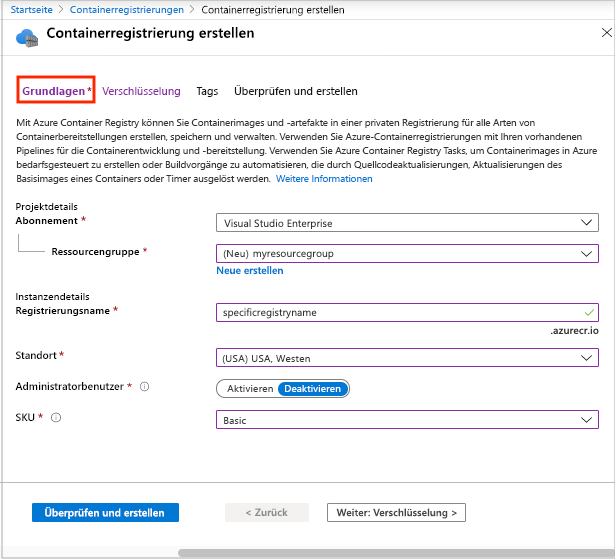 Startseite > Containerregistrierungen > Containerregistrierung erstellen
Containerregistrierung erstellen
Grundlagen * Verschlüsselung Tags Überprüfen und erstellen
Mit Azure Container Registry können Sie Containerimages und -artefakte in einer privaten Registrierung für alle Arten von
Containerbereitstellungen erstellen, speichern und verwalten. Verwenden Sie Azure-Containerregistrierungen mit Ihren vorhandenen
Pipelines für die Containerentwicklung und -bereitstellung. Verwenden Sie Azure Container Registry Tasks, um Containerimages in Azure
bedarfsgesteuert zu erstellen oder Buildvorgänge zu automatisieren, die durch Quellcodeaktualisierungen, Aktualisierungen des
Basisimages eines Containers oder Timer ausgelöst werden. Weitere Informationen
Projektdetails
Abonnement * Visual Studio Enterprise
Ressourcengruppe * (Neu) myresourcegroup
Neue erstellen
Instanzendetails
Registrierungsname * specificregistryname
.azurecr.io
Standort * (USA) USA, Westen
Administratorbenutzer * Aktivieren Deaktivieren
SKU * Basic
Überprüfen und erstellen < Zurück Weiter: Verschlüsselung >